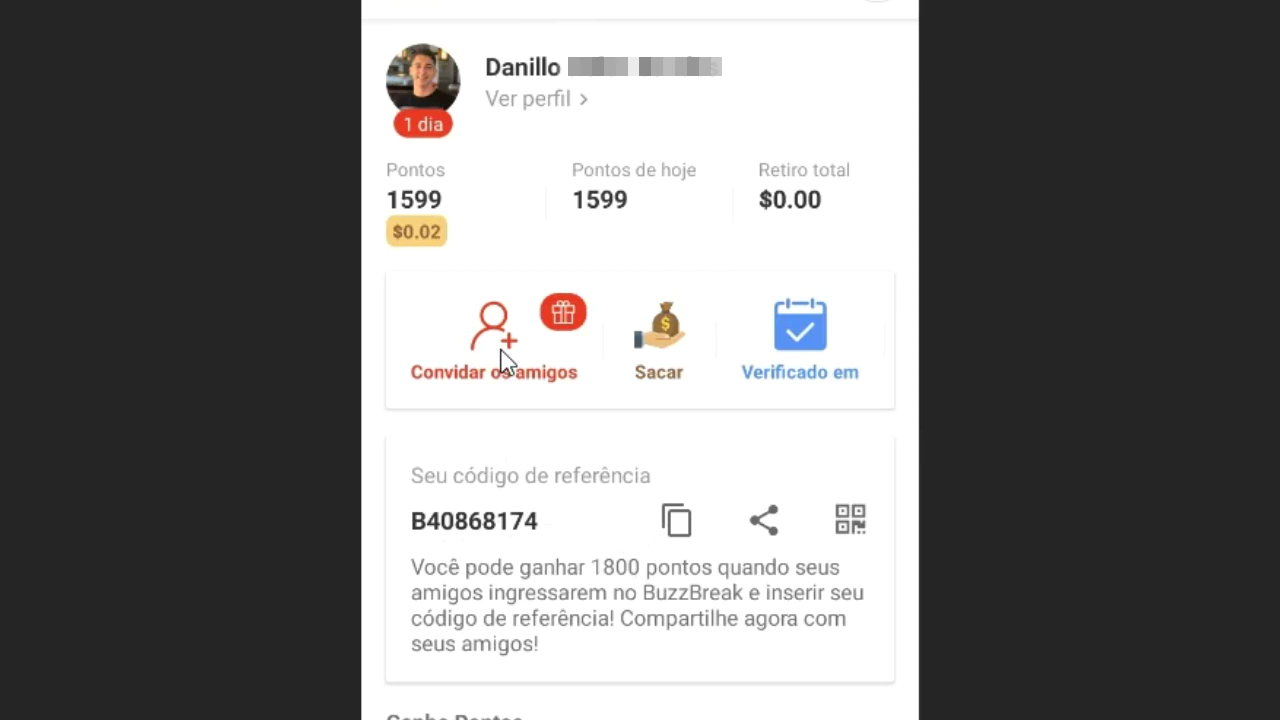 Danillo
Ver perfil
1 dia
Pontos
1599
$0.02
Pontos de hoje
1599
Retiro total
$0.00
Convidar os amigos
Sacar
Verificado em
Seu código de referência
B40868174
Você pode ganhar 1800 pontos quando seus
amigos ingressarem no BuzzBreak e inserir seu
código de referência! Compartilhe agora com
seus amigos!